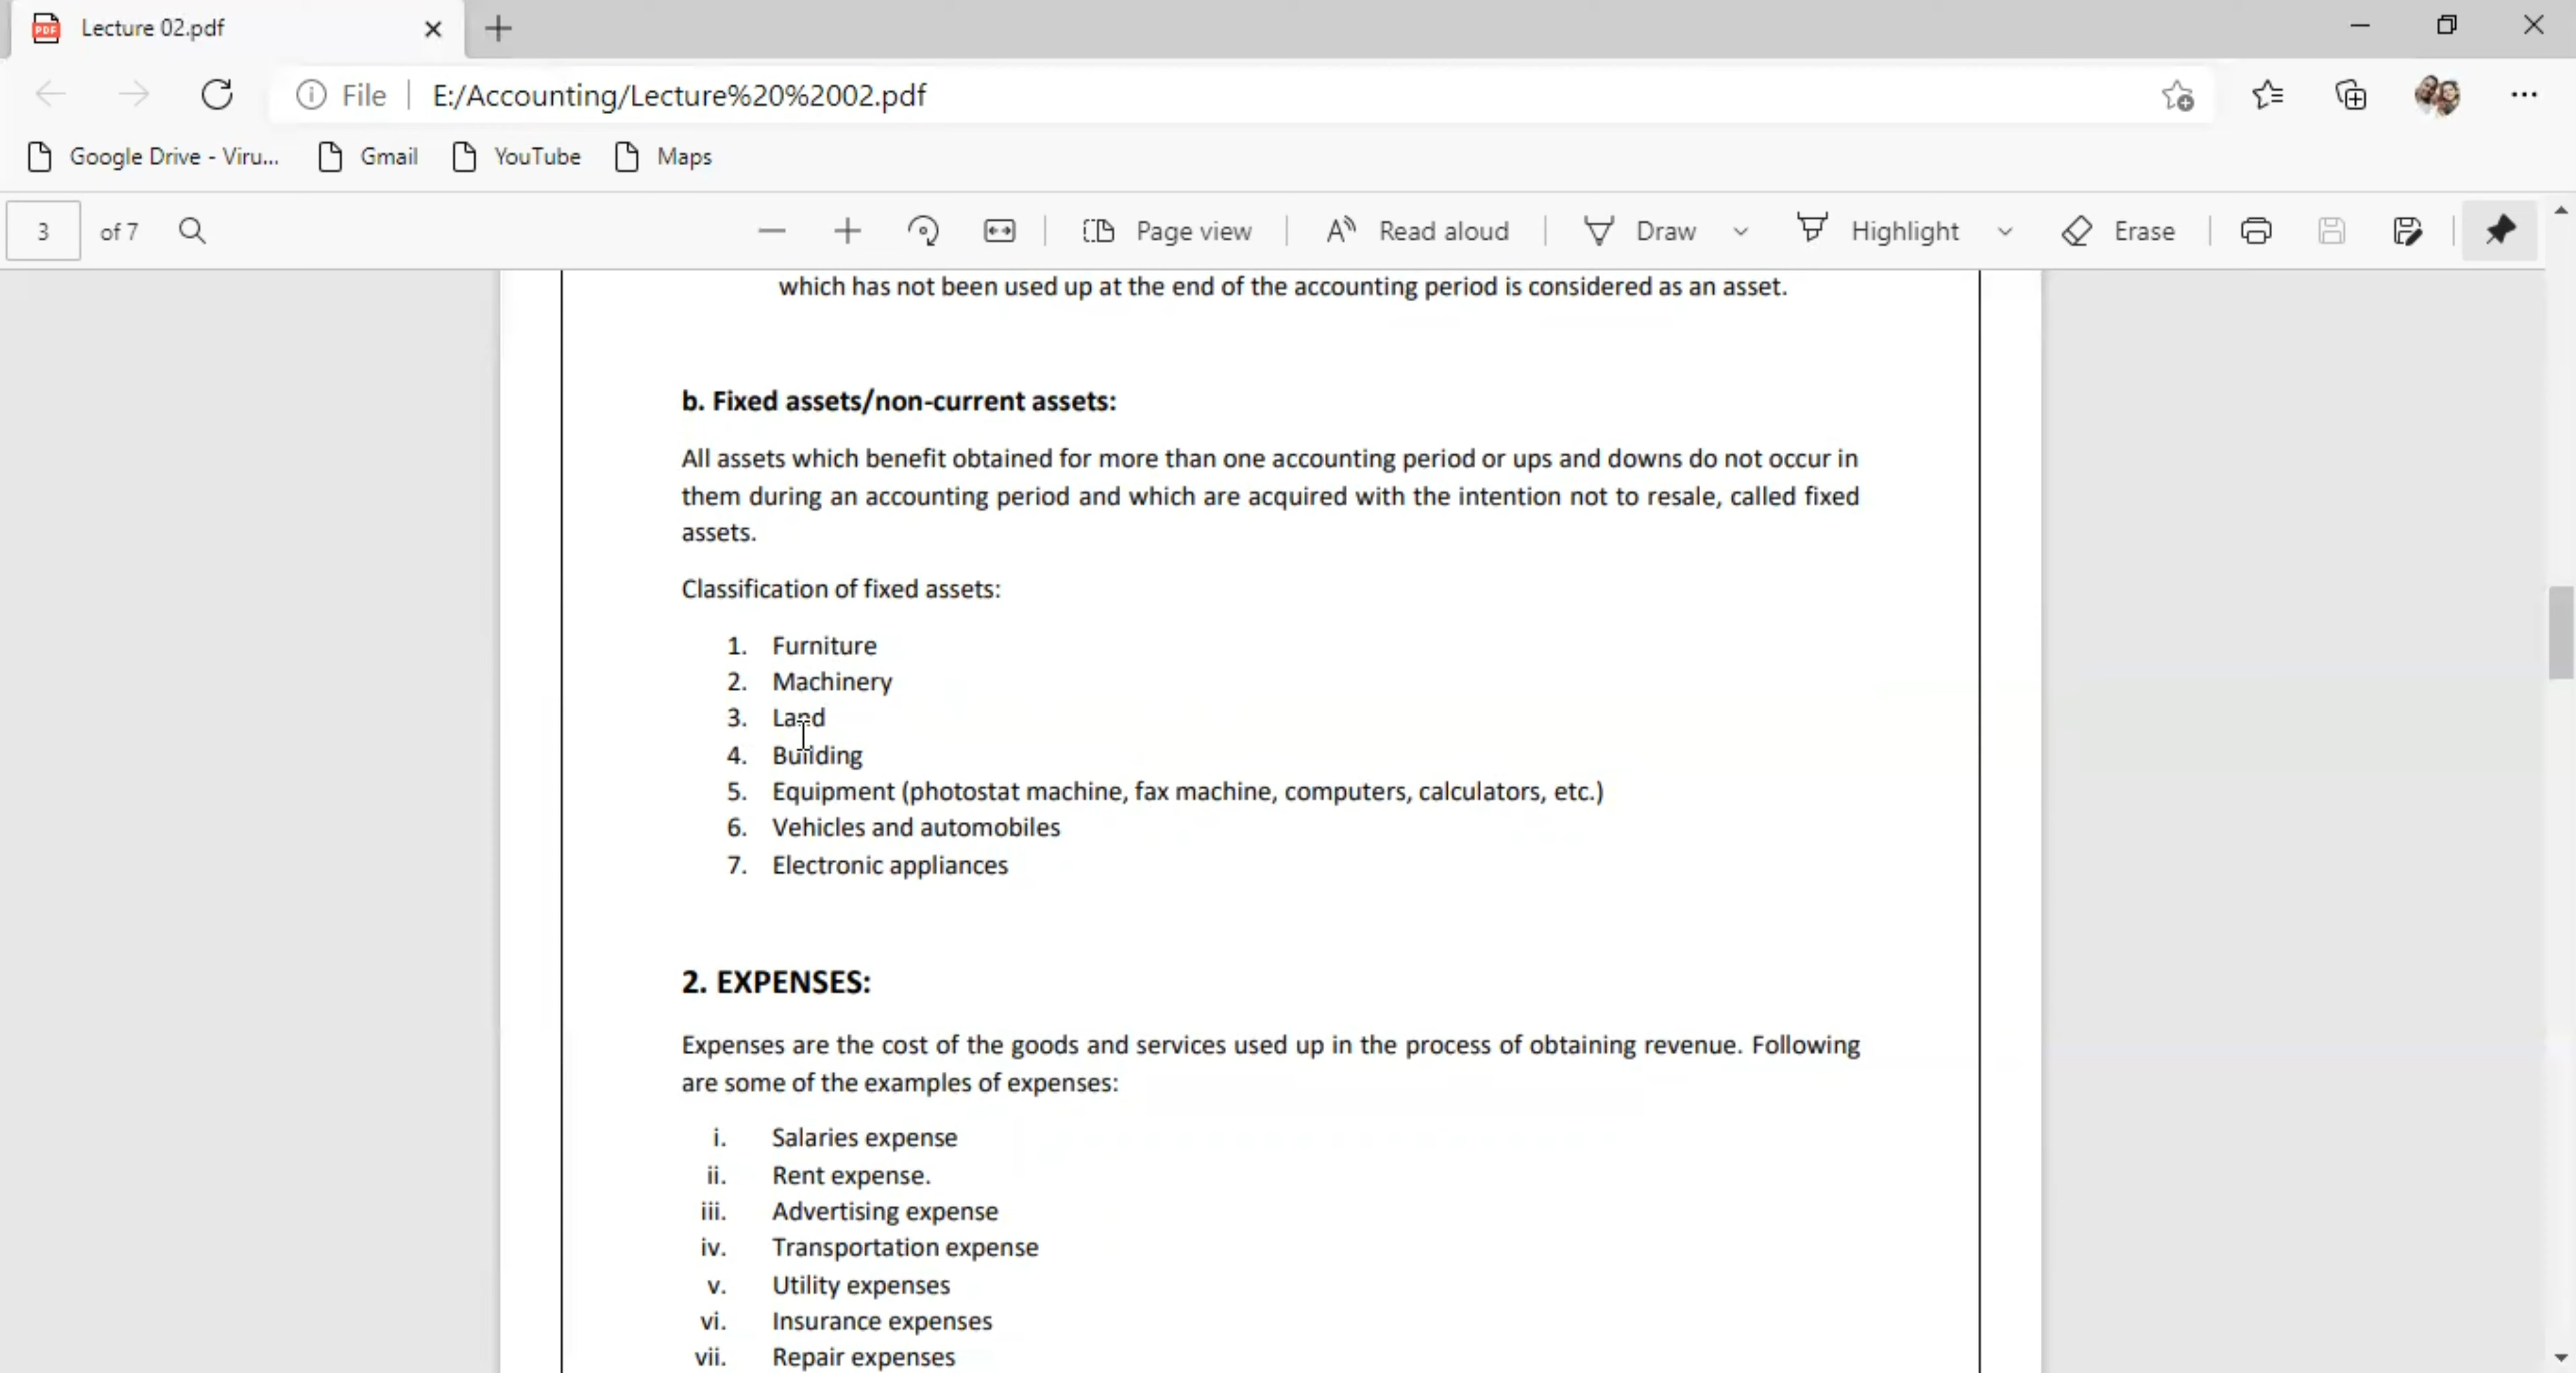 Lecture 02.pdf
File E:/Accounting/Lecture%20%2002.pdf
Google Drive - Viru... Gmail YouTube Maps
3 of 7 Page view Read aloud Draw Highlight Erase
which has not been used up at the end of the accounting period is considered as an asset.
b. Fixed assets/non-current assets:
All assets which benefit obtained for more than one accounting period or ups and downs do not occur in
them during an accounting period and which are acquired with the intention not to resale, called fixed
assets.
Classification of fixed assets:
1. Furniture
2. Machinery
3. Land
4. Building
5. Equipment (photostat machine, fax machine, computers, calculators, etc.)
6. Vehicles and automobiles
7. Electronic appliances
2. EXPENSES:
Expenses are the cost of the goods and services used up in the process of obtaining revenue. Following
are some of the examples of expenses:
i. Salaries expense
ii. Rent expense.
iii. Advertising expense
iv. Transportation expense
v. Utility expenses
vi. Insurance expenses
vii. Repair expenses